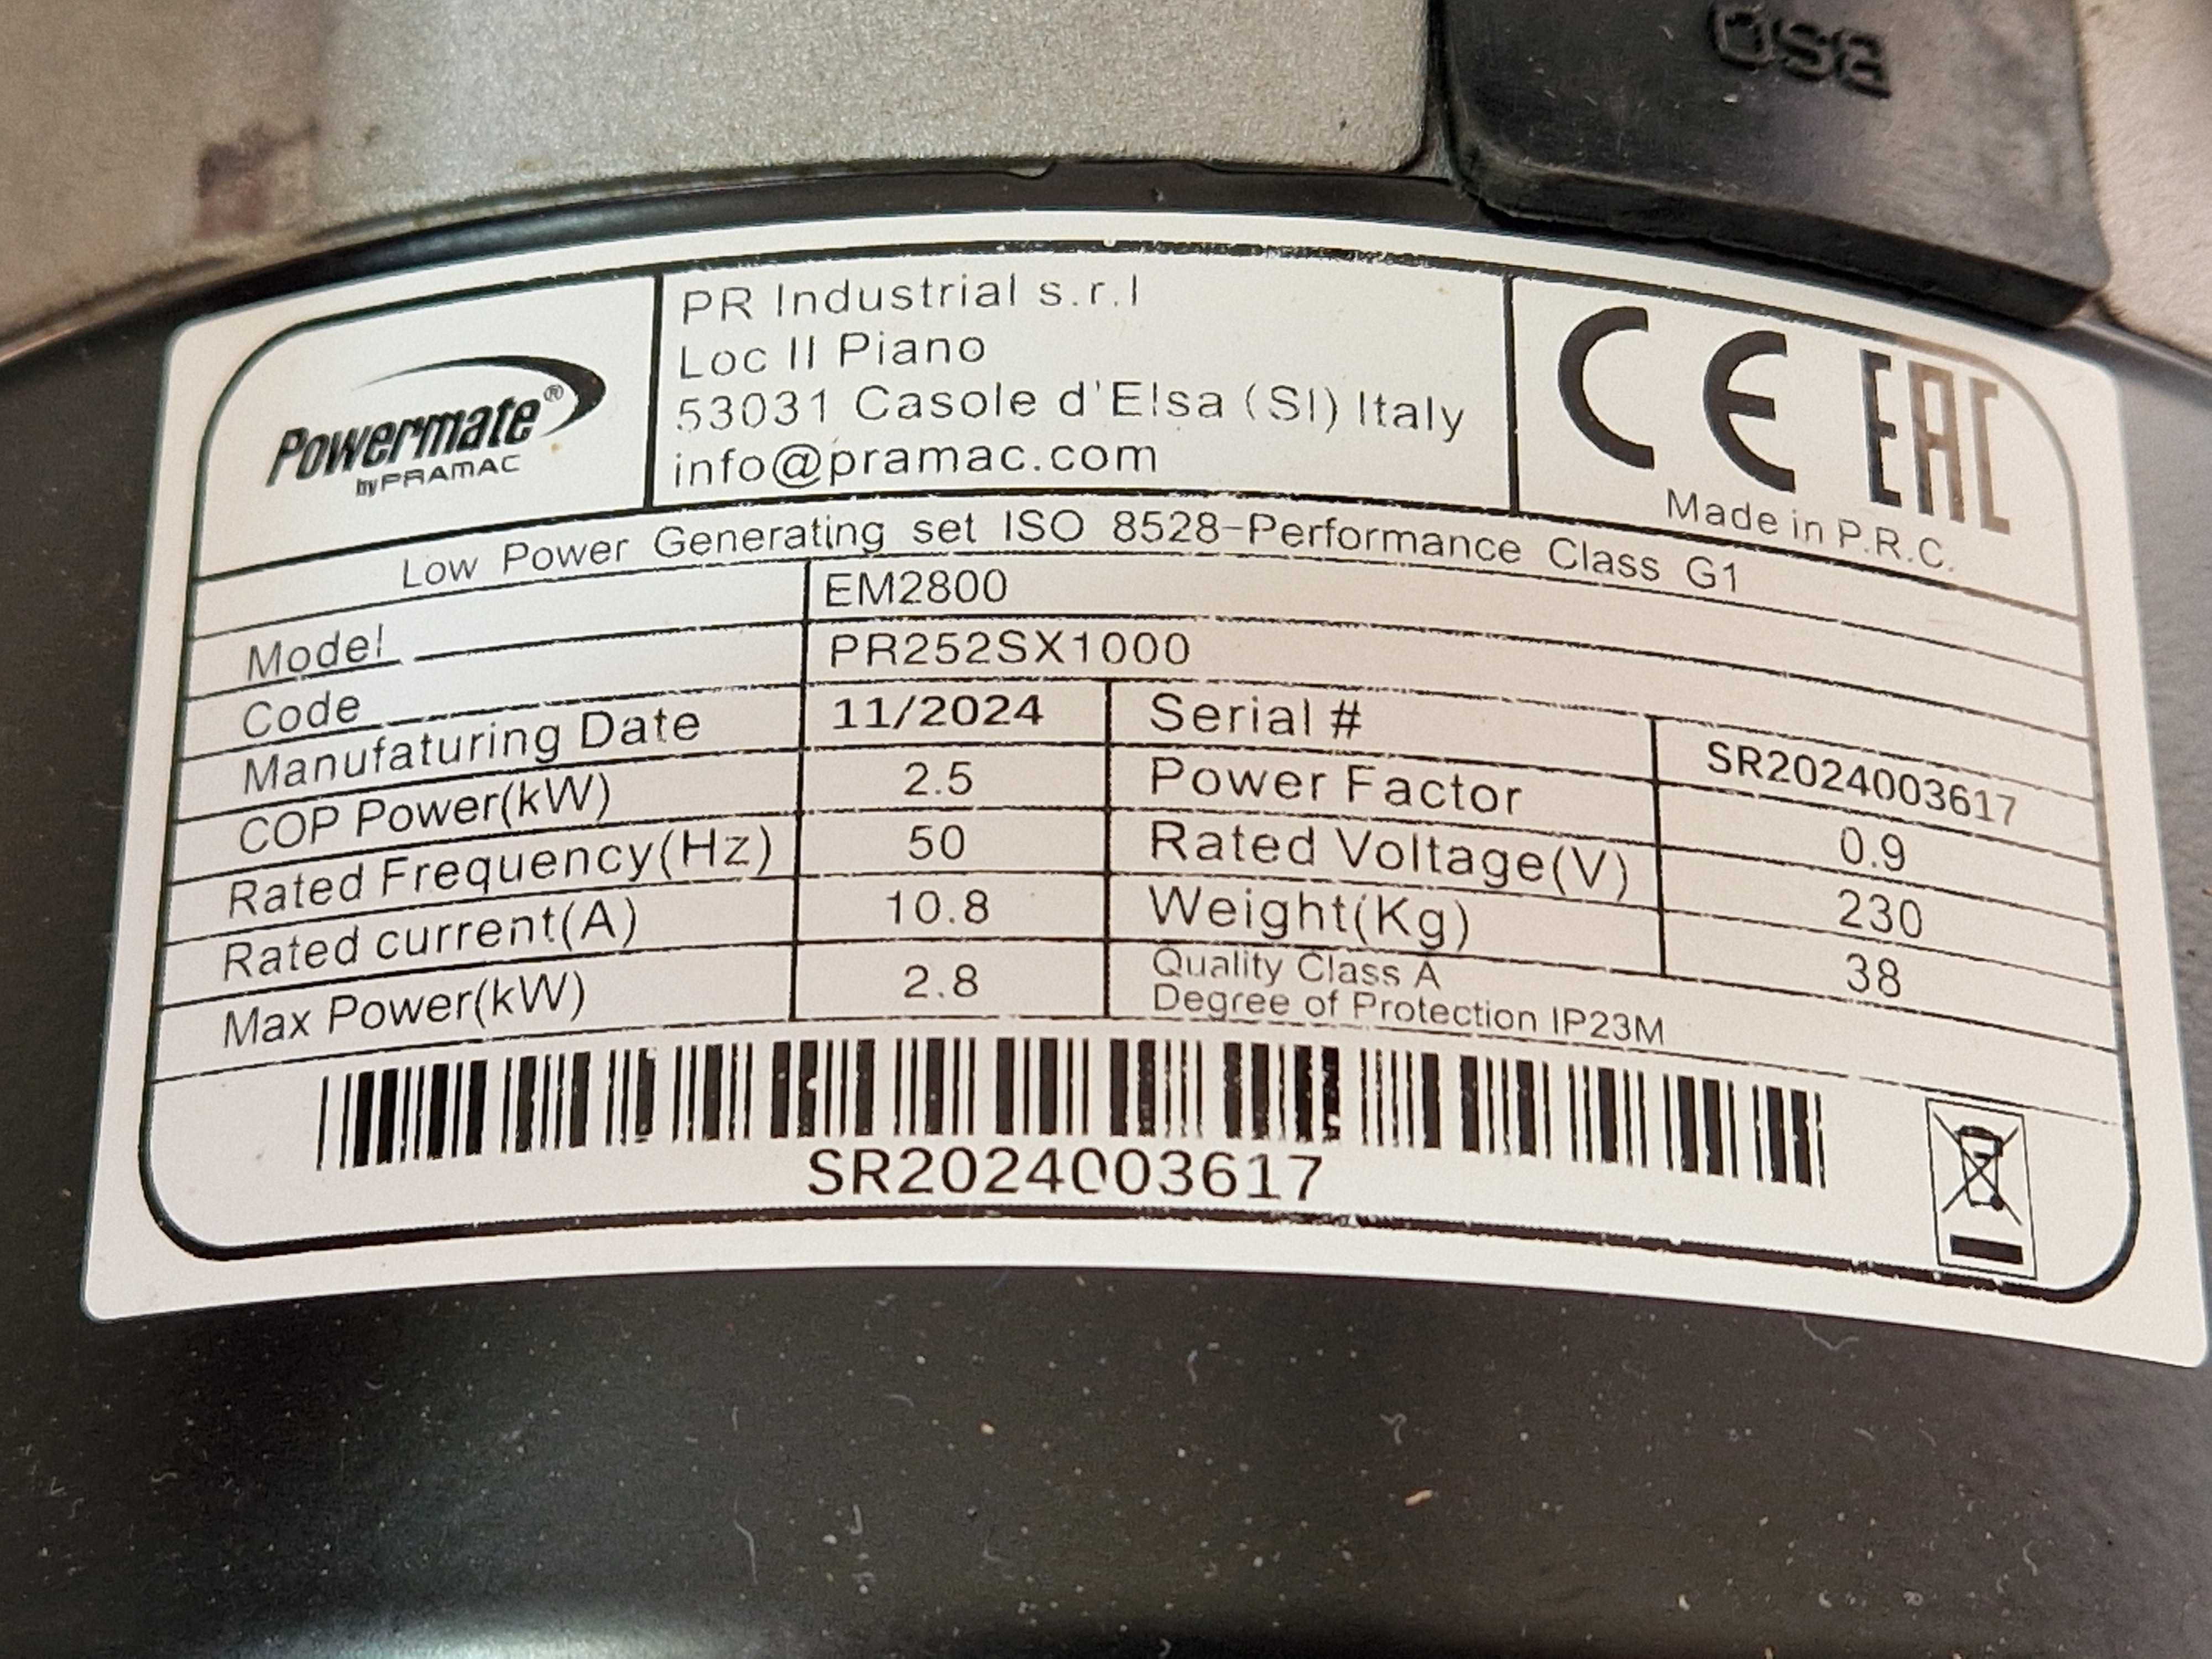 osa
Powermate®
by PRAMAC
PR Industrial s.r.l
Loc Il Piano
53031 Casole d'Elsa (SI) Italy
info@pramac.com
CE EAC
Made in P.R.C.
Low Power Generating set ISO 8528-Performance Class G1
Model EM2800
Code PR252SX1000
Manufaturing Date 11/2024 Serial # SR2024003617
COP Power(kW) 2.5 Power Factor 0.9
Rated Frequency(Hz) 50 Rated Voltage(V) 230
Rated current(A) 10.8 Weight(Kg) 38
Max Power(kW) 2.8 Quality Class A
Degree of Protection IP23M
SR2024003617